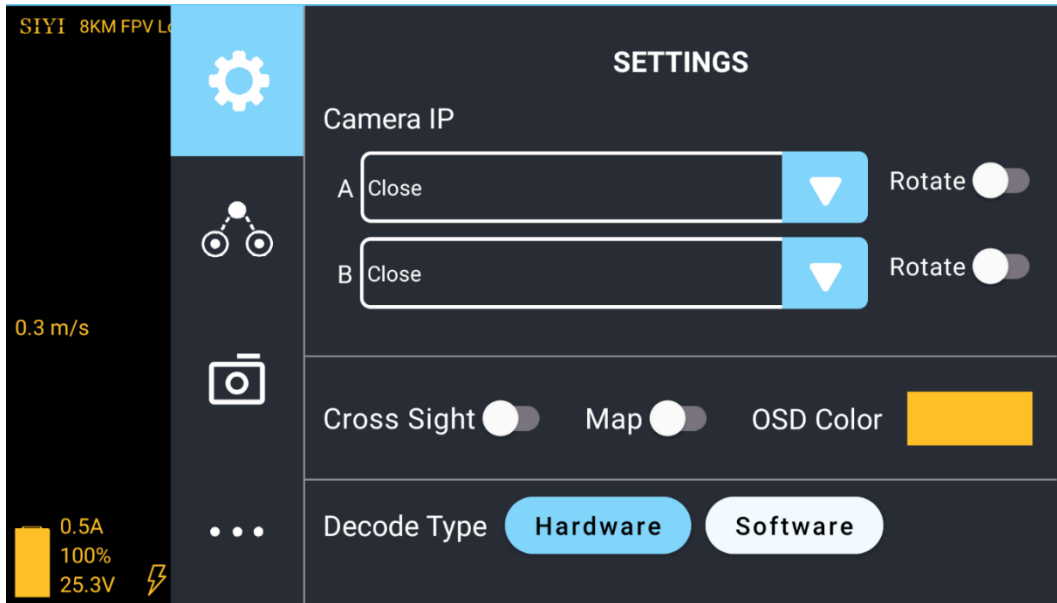 SIYI 8KM FPV
SETTINGS
Camera IP
A Close Rotate
B Close Rotate
0.3 m/s
Cross Sight Map OSD Color
0.5A
100%
25.3V
Decode Type Hardware Software